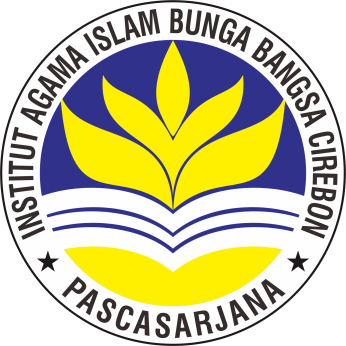 INSTITUT AGAMA ISLAM BUNGA BANGSA CIREBON
PASCASARJANA